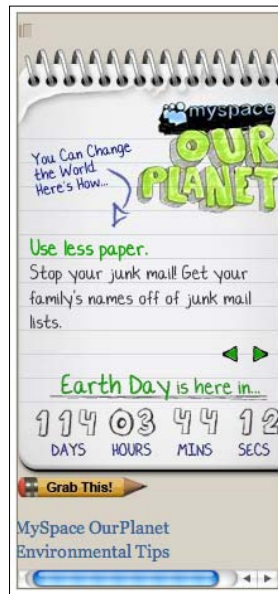 myspace
OUR
PLANET
You Can Change
the World
Here's How...
Use less paper.
Stop your junk mail! Get your
family's names off of junk mail
lists.
Earth Day is here in...
114 03 44 12
DAYS HOURS MINS SECS
Grab This!
MySpace OurPlanet
Environmental Tips